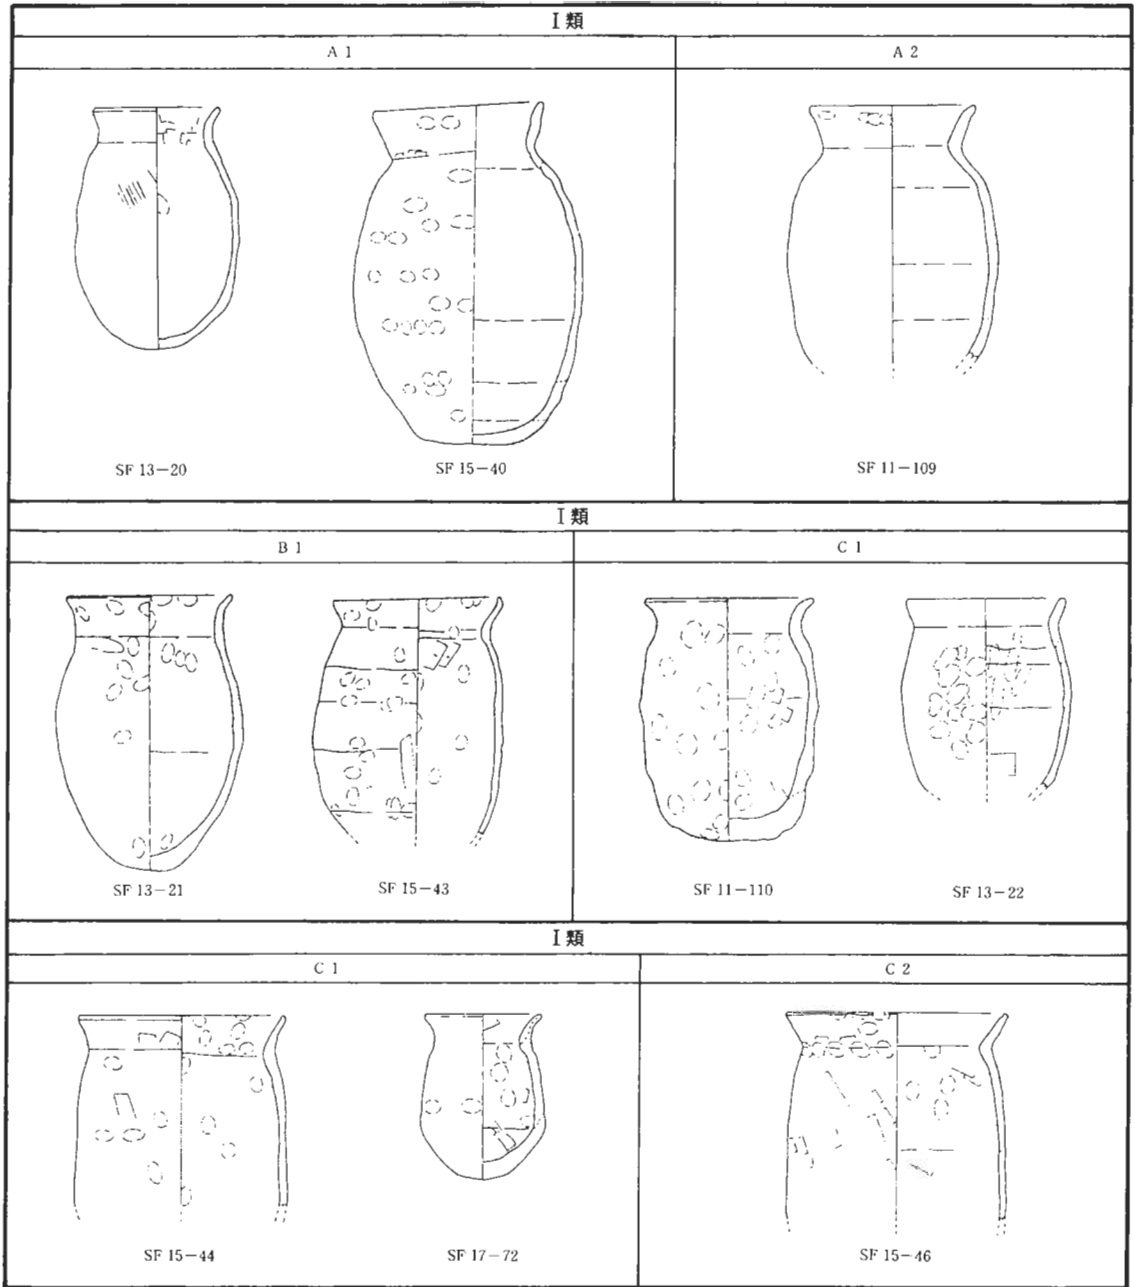 I類
A 1 A 2
SF 13−20 SF 15−40 SF 11−109
I類
B 1 C 1
SF 13−21 SF 15−43 SF 11−110 SF 13−22
I類
C 1 C 2
SF 15−44 SF 17−72 SF 15−46